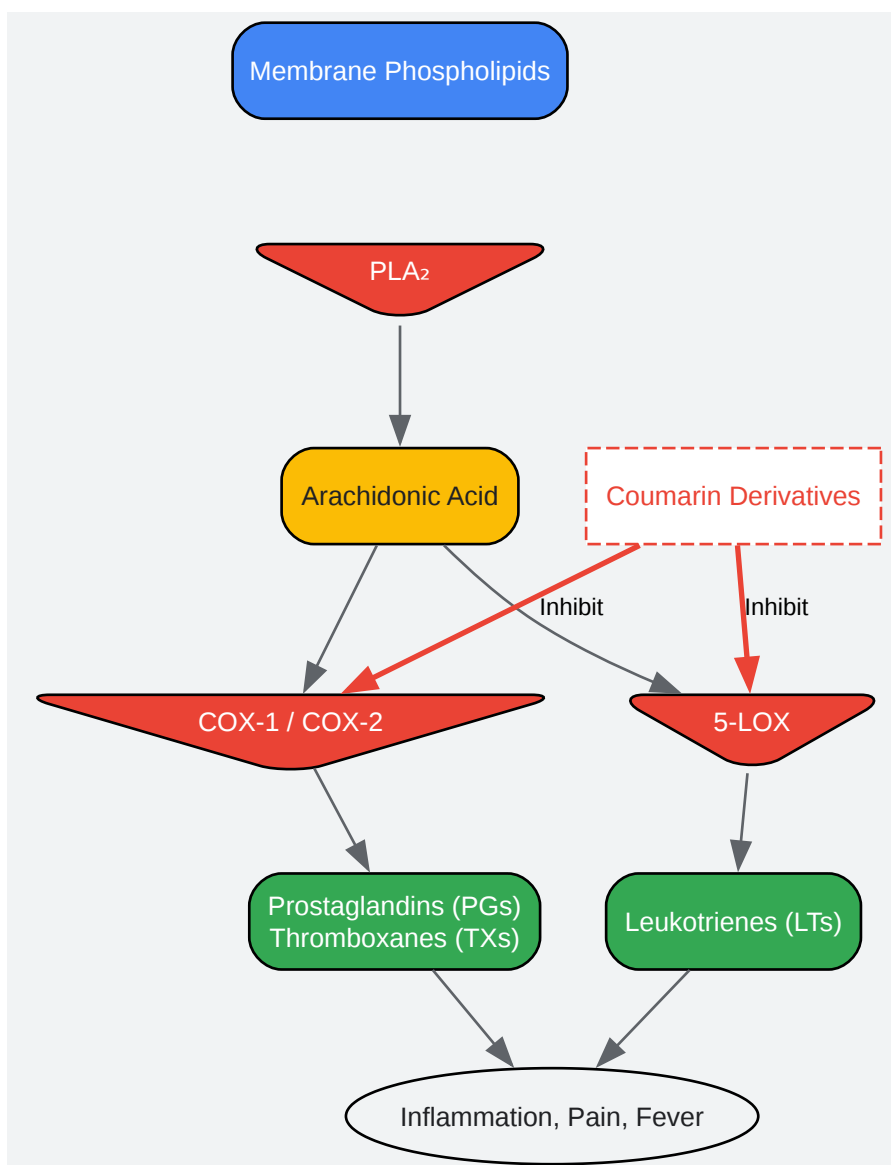 Membrane Phospholipids
PLA₂
Arachidonic Acid
Coumarin Derivatives
Inhibit
Inhibit
COX-1 / COX-2
5-LOX
Prostaglandins (PGs)
Thromboxanes (TXs)
Leukotrienes (LTs)
Inflammation, Pain, Fever